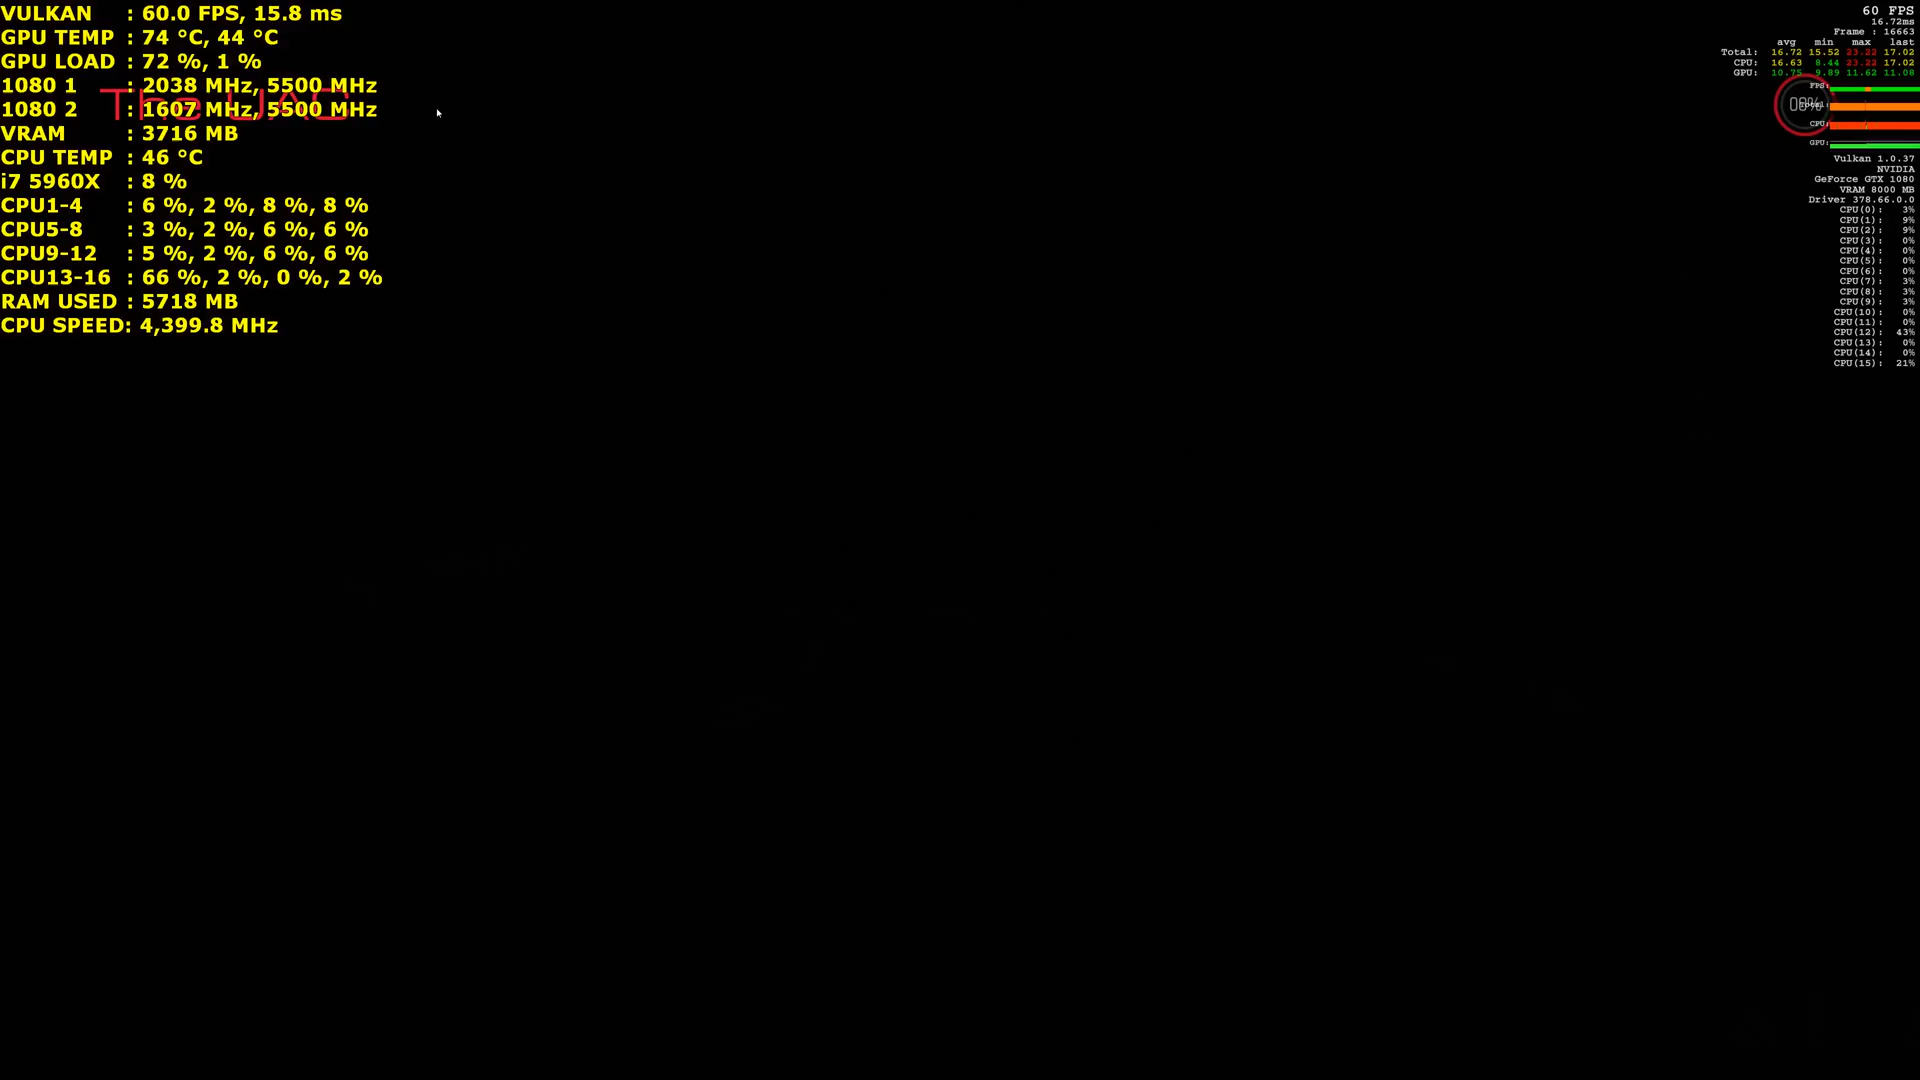 VULKAN : 60.0 FPS, 15.8 ms
GPU TEMP : 74 °C, 44 °C
GPU LOAD : 72 %, 1 %
1080 1 : 2038 MHz, 5500 MHz
The UAC
1080 2 : 1607 MHz, 5500 MHz
VRAM : 3716 MB
CPU TEMP : 46 °C
i7 5960X : 8 %
CPU1-4 : 6 %, 2 %, 8 %, 8 %
CPU5-8 : 3 %, 2 %, 6 %, 6 %
CPU9-12 : 5 %, 2 %, 6 %, 6 %
CPU13-16 : 66 %, 2 %, 0 %, 2 %
RAM USED : 5718 MB
CPU SPEED: 4,399.8 MHz
60 FPS
16.72ms
Frame : 16663
avg min max last
Total: 16.72 15.52 23.22 17.02
CPU: 16.63 8.44 23.22 17.02
GPU: 10.75 9.89 11.62 11.08
FPS:
08%
CPU:
GPU:
Vulkan 1.0.37
NVIDIA
GeForce GTX 1080
VRAM 8000 MB
Driver 378.66.0.0
CPU(0): 3%
CPU(1): 9%
CPU(2): 9%
CPU(3): 0%
CPU(4): 0%
CPU(5): 0%
CPU(6): 0%
CPU(7): 3%
CPU(8): 3%
CPU(9): 3%
CPU(10): 0%
CPU(11): 0%
CPU(12): 43%
CPU(13): 0%
CPU(14): 0%
CPU(15): 21%